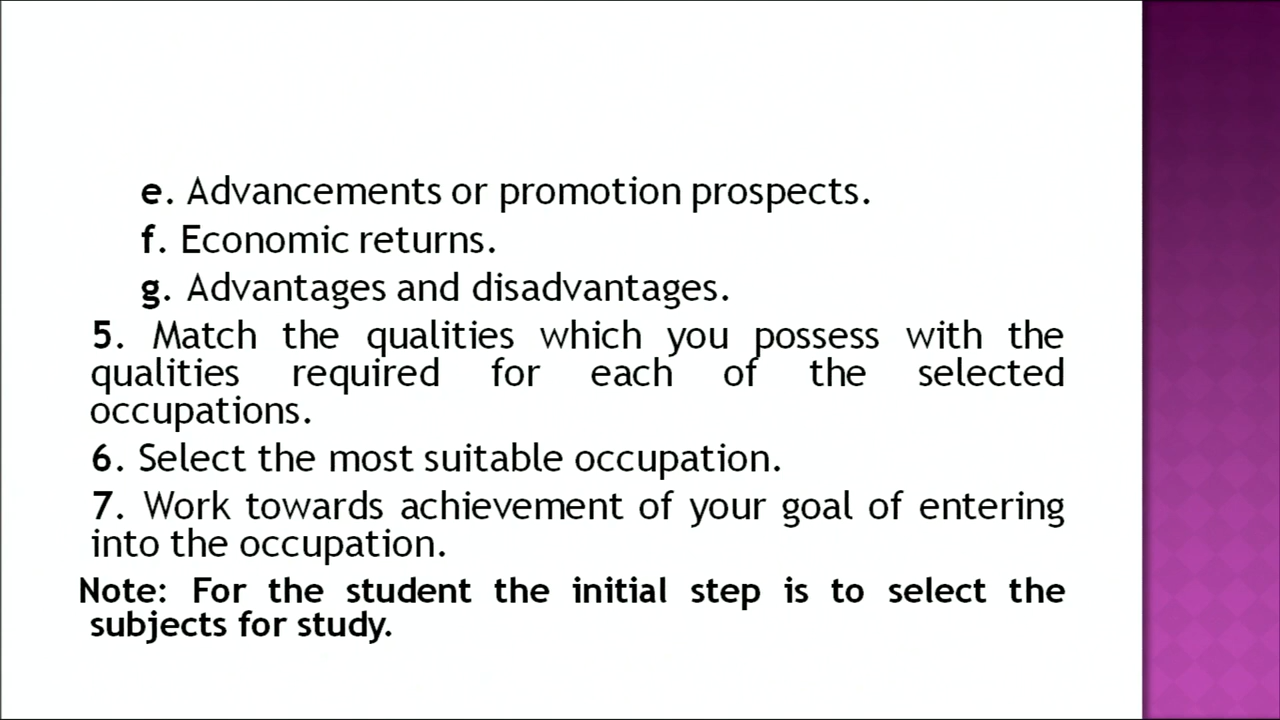 e. Advancements or promotion prospects.
f. Economic returns.
g. Advantages and disadvantages.
5. Match the qualities which you possess with the
qualities required for each of the selected
occupations.
6. Select the most suitable occupation.
7. Work towards achievement of your goal of entering
into the occupation.
Note: For the student the initial step is to select the
subjects for study.